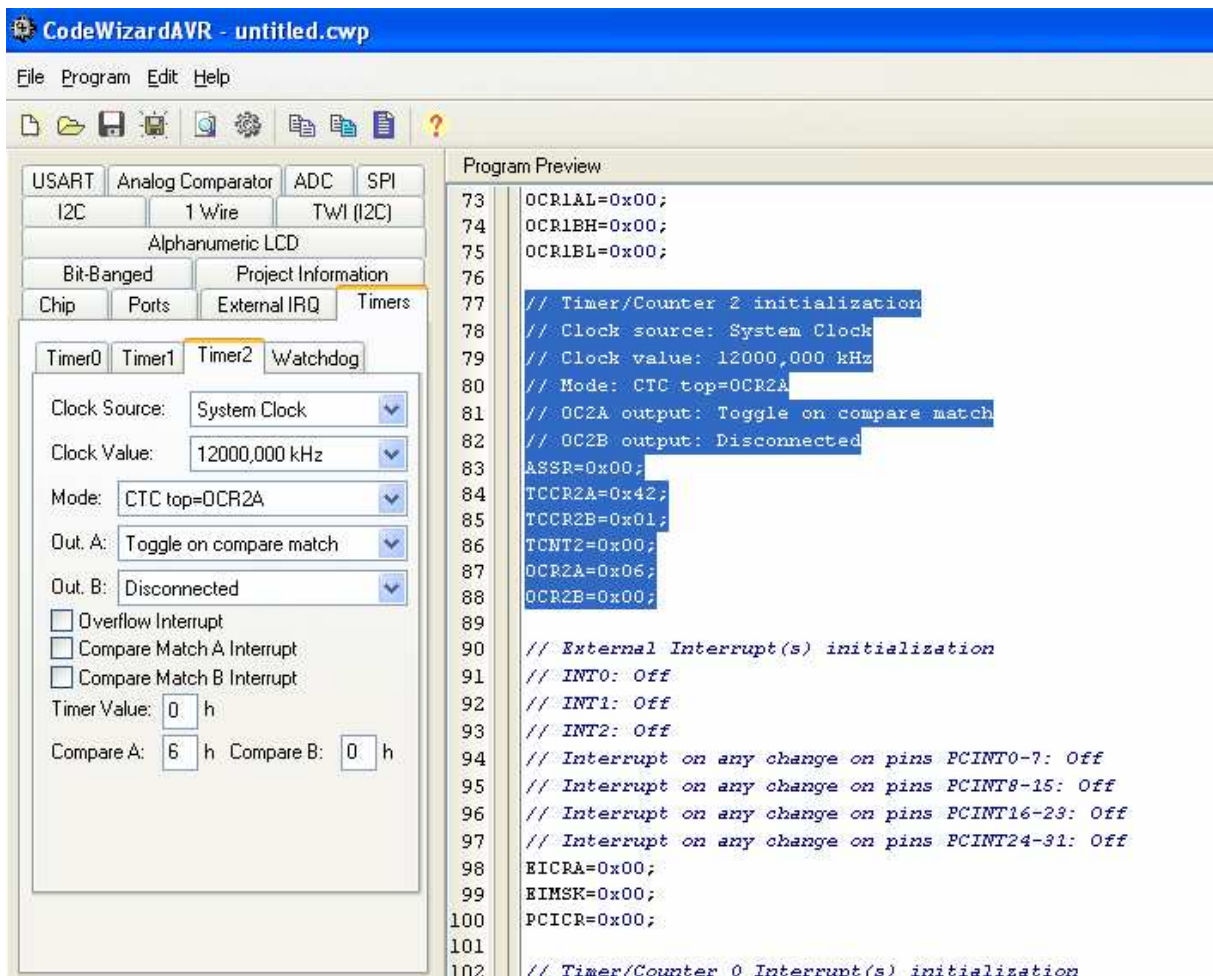 CodeWizardAVR - untitled.cwp
File Program Edit Help
USART Analog Comparator ADC SPI
I2C 1 Wire TWI (I2C)
Alphanumeric LCD
Bit-Banged Project Information
Chip Ports External IRQ Timers
Timer0 Timer1 Timer2 Watchdog
Clock Source: System Clock
Clock Value: 12000,000 kHz
Mode: CTC top=OCR2A
Out. A: Toggle on compare match
Out. B: Disconnected
Overflow Interrupt
Compare Match A Interrupt
Compare Match B Interrupt
Timer Value: 0 h
Compare A: 6 h Compare B: 0 h
Program Preview
73 OCR1AL=0x00;
74 OCR1BH=0x00;
75 OCR1BL=0x00;
76
77 // Timer/Counter 2 initialization
78 // Clock source: System Clock
79 // Clock value: 12000,000 kHz
80 // Mode: CTC top=OCR2A
81 // OC2A output: Toggle on compare match
82 // OC2B output: Disconnected
83 ASSR=0x00;
84 TCCR2A=0x42;
85 TCCR2B=0x01;
86 TCNT2=0x00;
87 OCR2A=0x06;
88 OCR2B=0x00;
89
90 // External Interrupt(s) initialization
91 // INT0: Off
92 // INT1: Off
93 // INT2: Off
94 // Interrupt on any change on pins PCINT0-7: Off
95 // Interrupt on any change on pins PCINT8-15: Off
96 // Interrupt on any change on pins PCINT16-23: Off
97 // Interrupt on any change on pins PCINT24-31: Off
98 EICRA=0x00;
99 EIMSK=0x00;
100 PCICR=0x00;
101
102 // Timer/Counter 0 Interrupt(s) initialization